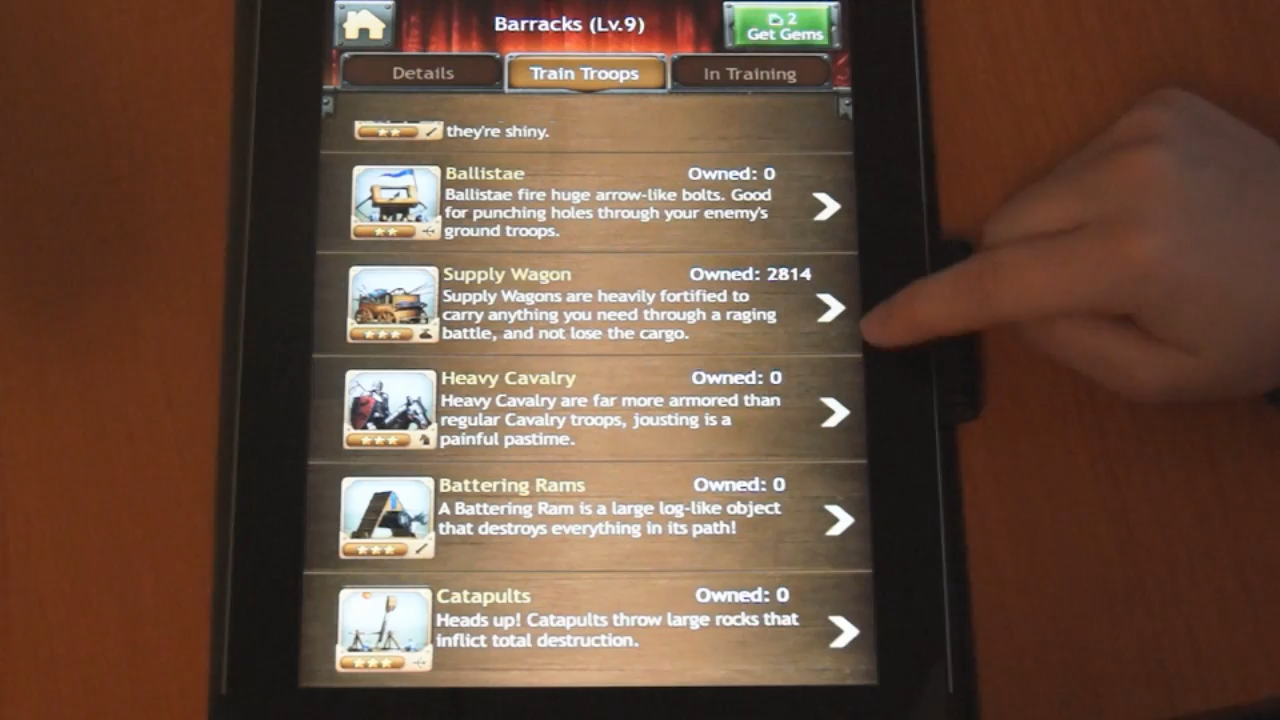 Barracks (Lv.9)
2
Get Gems
Details
Train Troops
In Training
they're shiny.
Ballistae
Owned: 0
Ballistae fire huge arrow-like bolts. Good
for punching holes through your enemy's
ground troops.
Supply Wagon
Owned: 2814
Supply Wagons are heavily fortified to
carry anything you need through a raging
battle, and not lose the cargo.
Heavy Cavalry
Owned: 0
Heavy Cavalry are far more armored than
regular Cavalry troops, jousting is a
painful pastime.
Battering Rams
Owned: 0
A Battering Ram is a large log-like object
that destroys everything in its path!
Catapults
Owned: 0
Heads up! Catapults throw large rocks that
inflict total destruction.